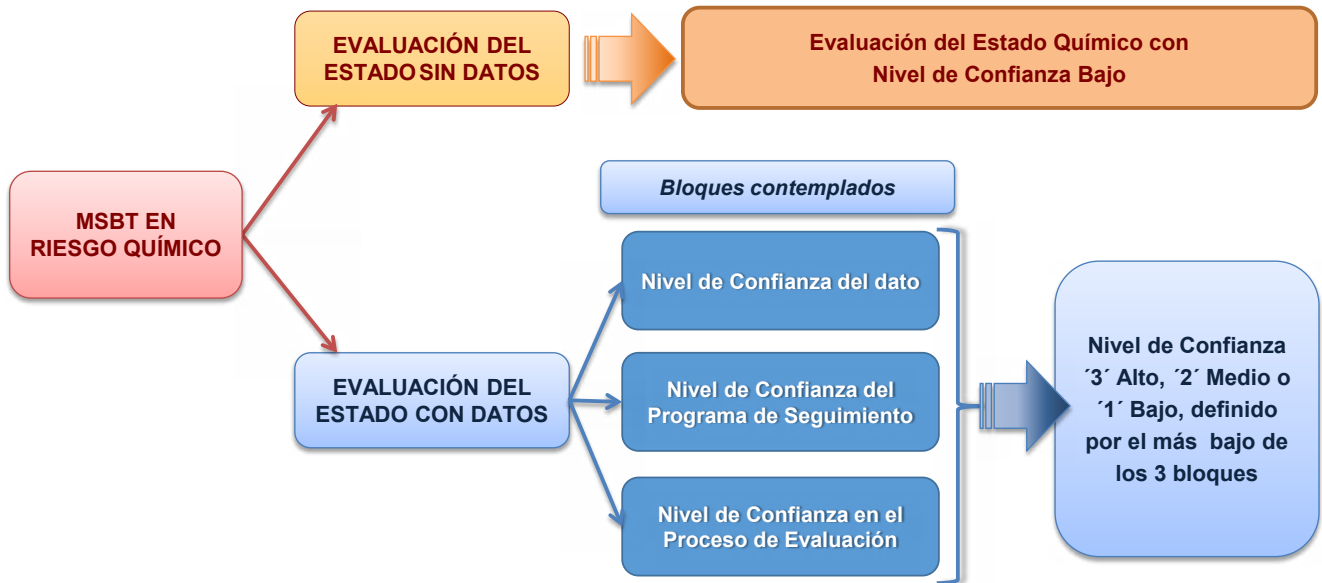 EVALUACIÓN DEL
ESTADO SIN DATOS
Evaluación del Estado Químico con
Nivel de Confianza Bajo
MSBT EN
RIESGO QUÍMICO
Bloques contemplados
Nivel de Confianza del dato
EVALUACIÓN DEL
ESTADO CON DATOS
Nivel de Confianza del
Programa de Seguimiento
Nivel de Confianza en el
Proceso de Evaluación
Nivel de Confianza
´3´ Alto, ´2´ Medio o
´1´ Bajo, definido
por el más bajo de
los 3 bloques